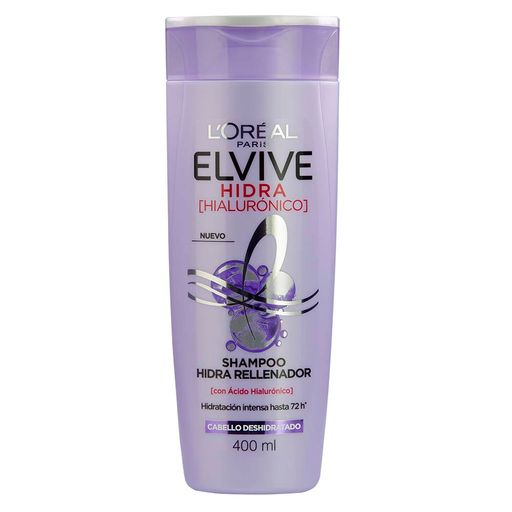 L'ORÉAL
PARIS
ELVIVE
HIDRA
[HIALURÓNICO]
NUEVO
SHAMPOO
HIDRA RELLENADOR
[con Ácido Hialurónico]
Hidratación intensa hasta 72 h*
CABELLO DESHIDRATADO
400 ml